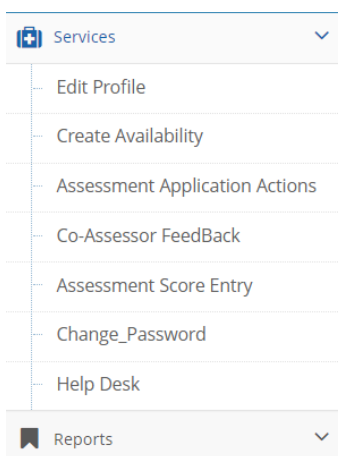 Services
Edit Profile
Create Availability
Assessment Application Actions
Co-Assessor FeedBack
Assessment Score Entry
Change_Password
Help Desk
Reports